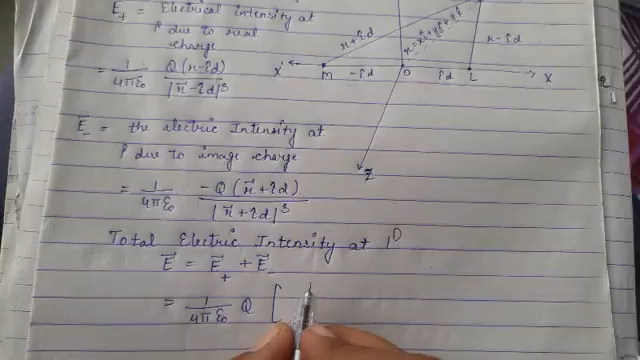 E₊ = Electrical intensity at
P due to real
charge
= 1/4πε₀ Q(r-îd)/|r⃗-îd|³
E₋ = the electric Intensity at
P due to image charge
= 1/4πε₀ -Q(r⃗+îd)/|r⃗+îd|³
Total Electric Intensity at P
E⃗ = E⃗₊ + E⃗₋
= 1/4πε₀ Q [
r+îd
r-îd
X' M -îd O îd L X
Z